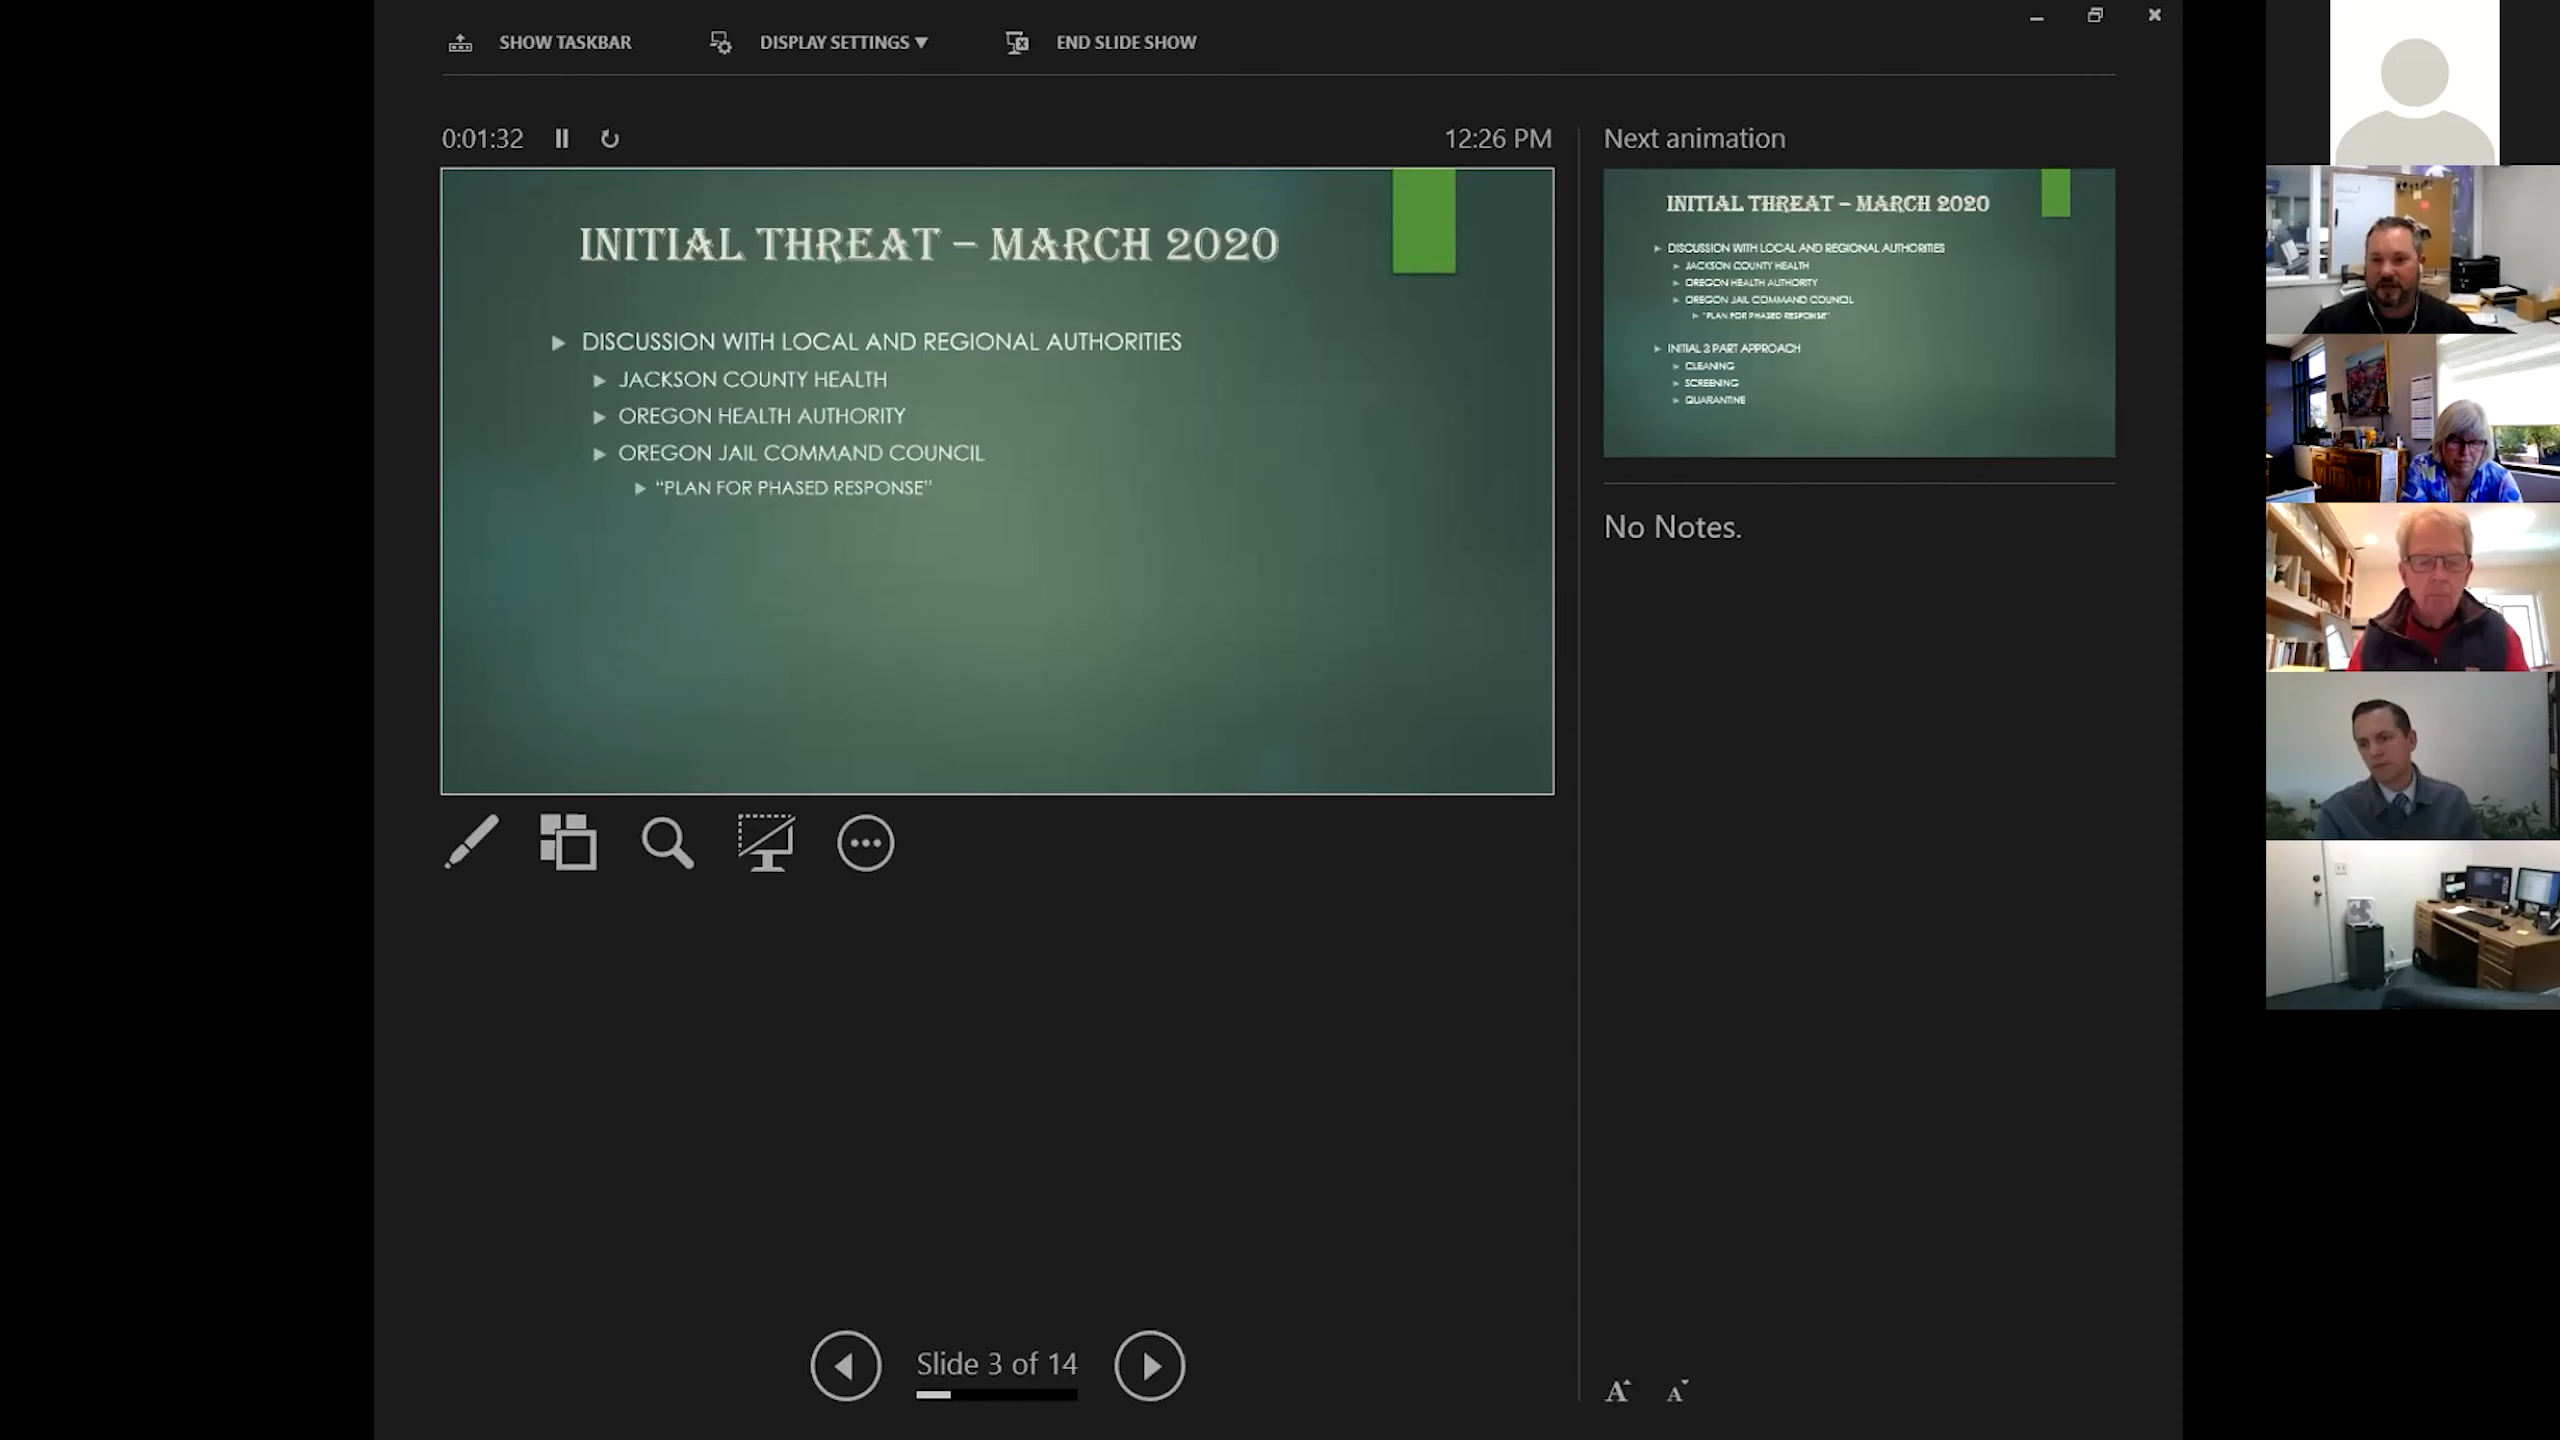 SHOW TASKBAR
DISPLAY SETTINGS
END SLIDE SHOW
0:01:32
12:26 PM
INITIAL THREAT – MARCH 2020
DISCUSSION WITH LOCAL AND REGIONAL AUTHORITIES
JACKSON COUNTY HEALTH
OREGON HEALTH AUTHORITY
OREGON JAIL COMMAND COUNCIL
“PLAN FOR PHASED RESPONSE”
Slide 3 of 14
Next animation
INITIAL THREAT – MARCH 2020
DISCUSSION WITH LOCAL AND REGIONAL AUTHORITIES
JACKSON COUNTY HEALTH
OREGON HEALTH AUTHORITY
OREGON JAIL COMMAND COUNCIL
“PLAN FOR PHASED RESPONSE”
INITIAL 3 PART APPROACH
CLEANING
SCREENING
QUARANTINE
No Notes.
A A